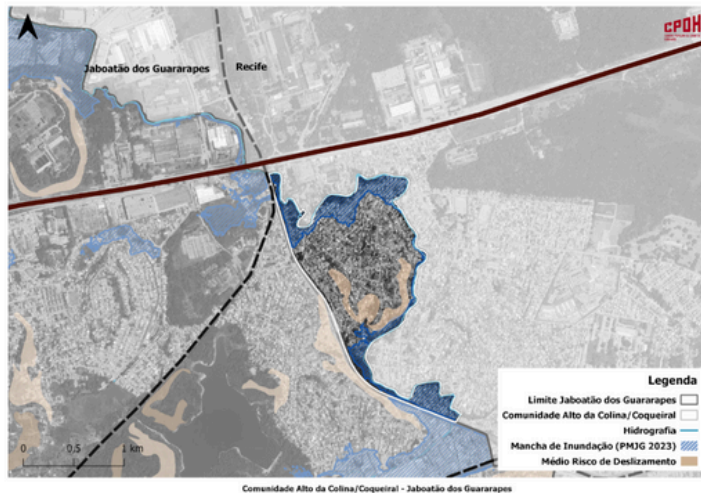 CPDH
Jaboatão dos Guararapes
Recife
0 0.5 1 km
Legenda
Limite Jaboatão dos Guararapes
Comunidade Alto da Colina/Coqueiral
Hidrografia
Mancha de Inundação (PMJG 2023)
Médio Risco de Deslizamento
Comunidade Alto da Colina/Coqueiral - Jaboatão dos Guararapes